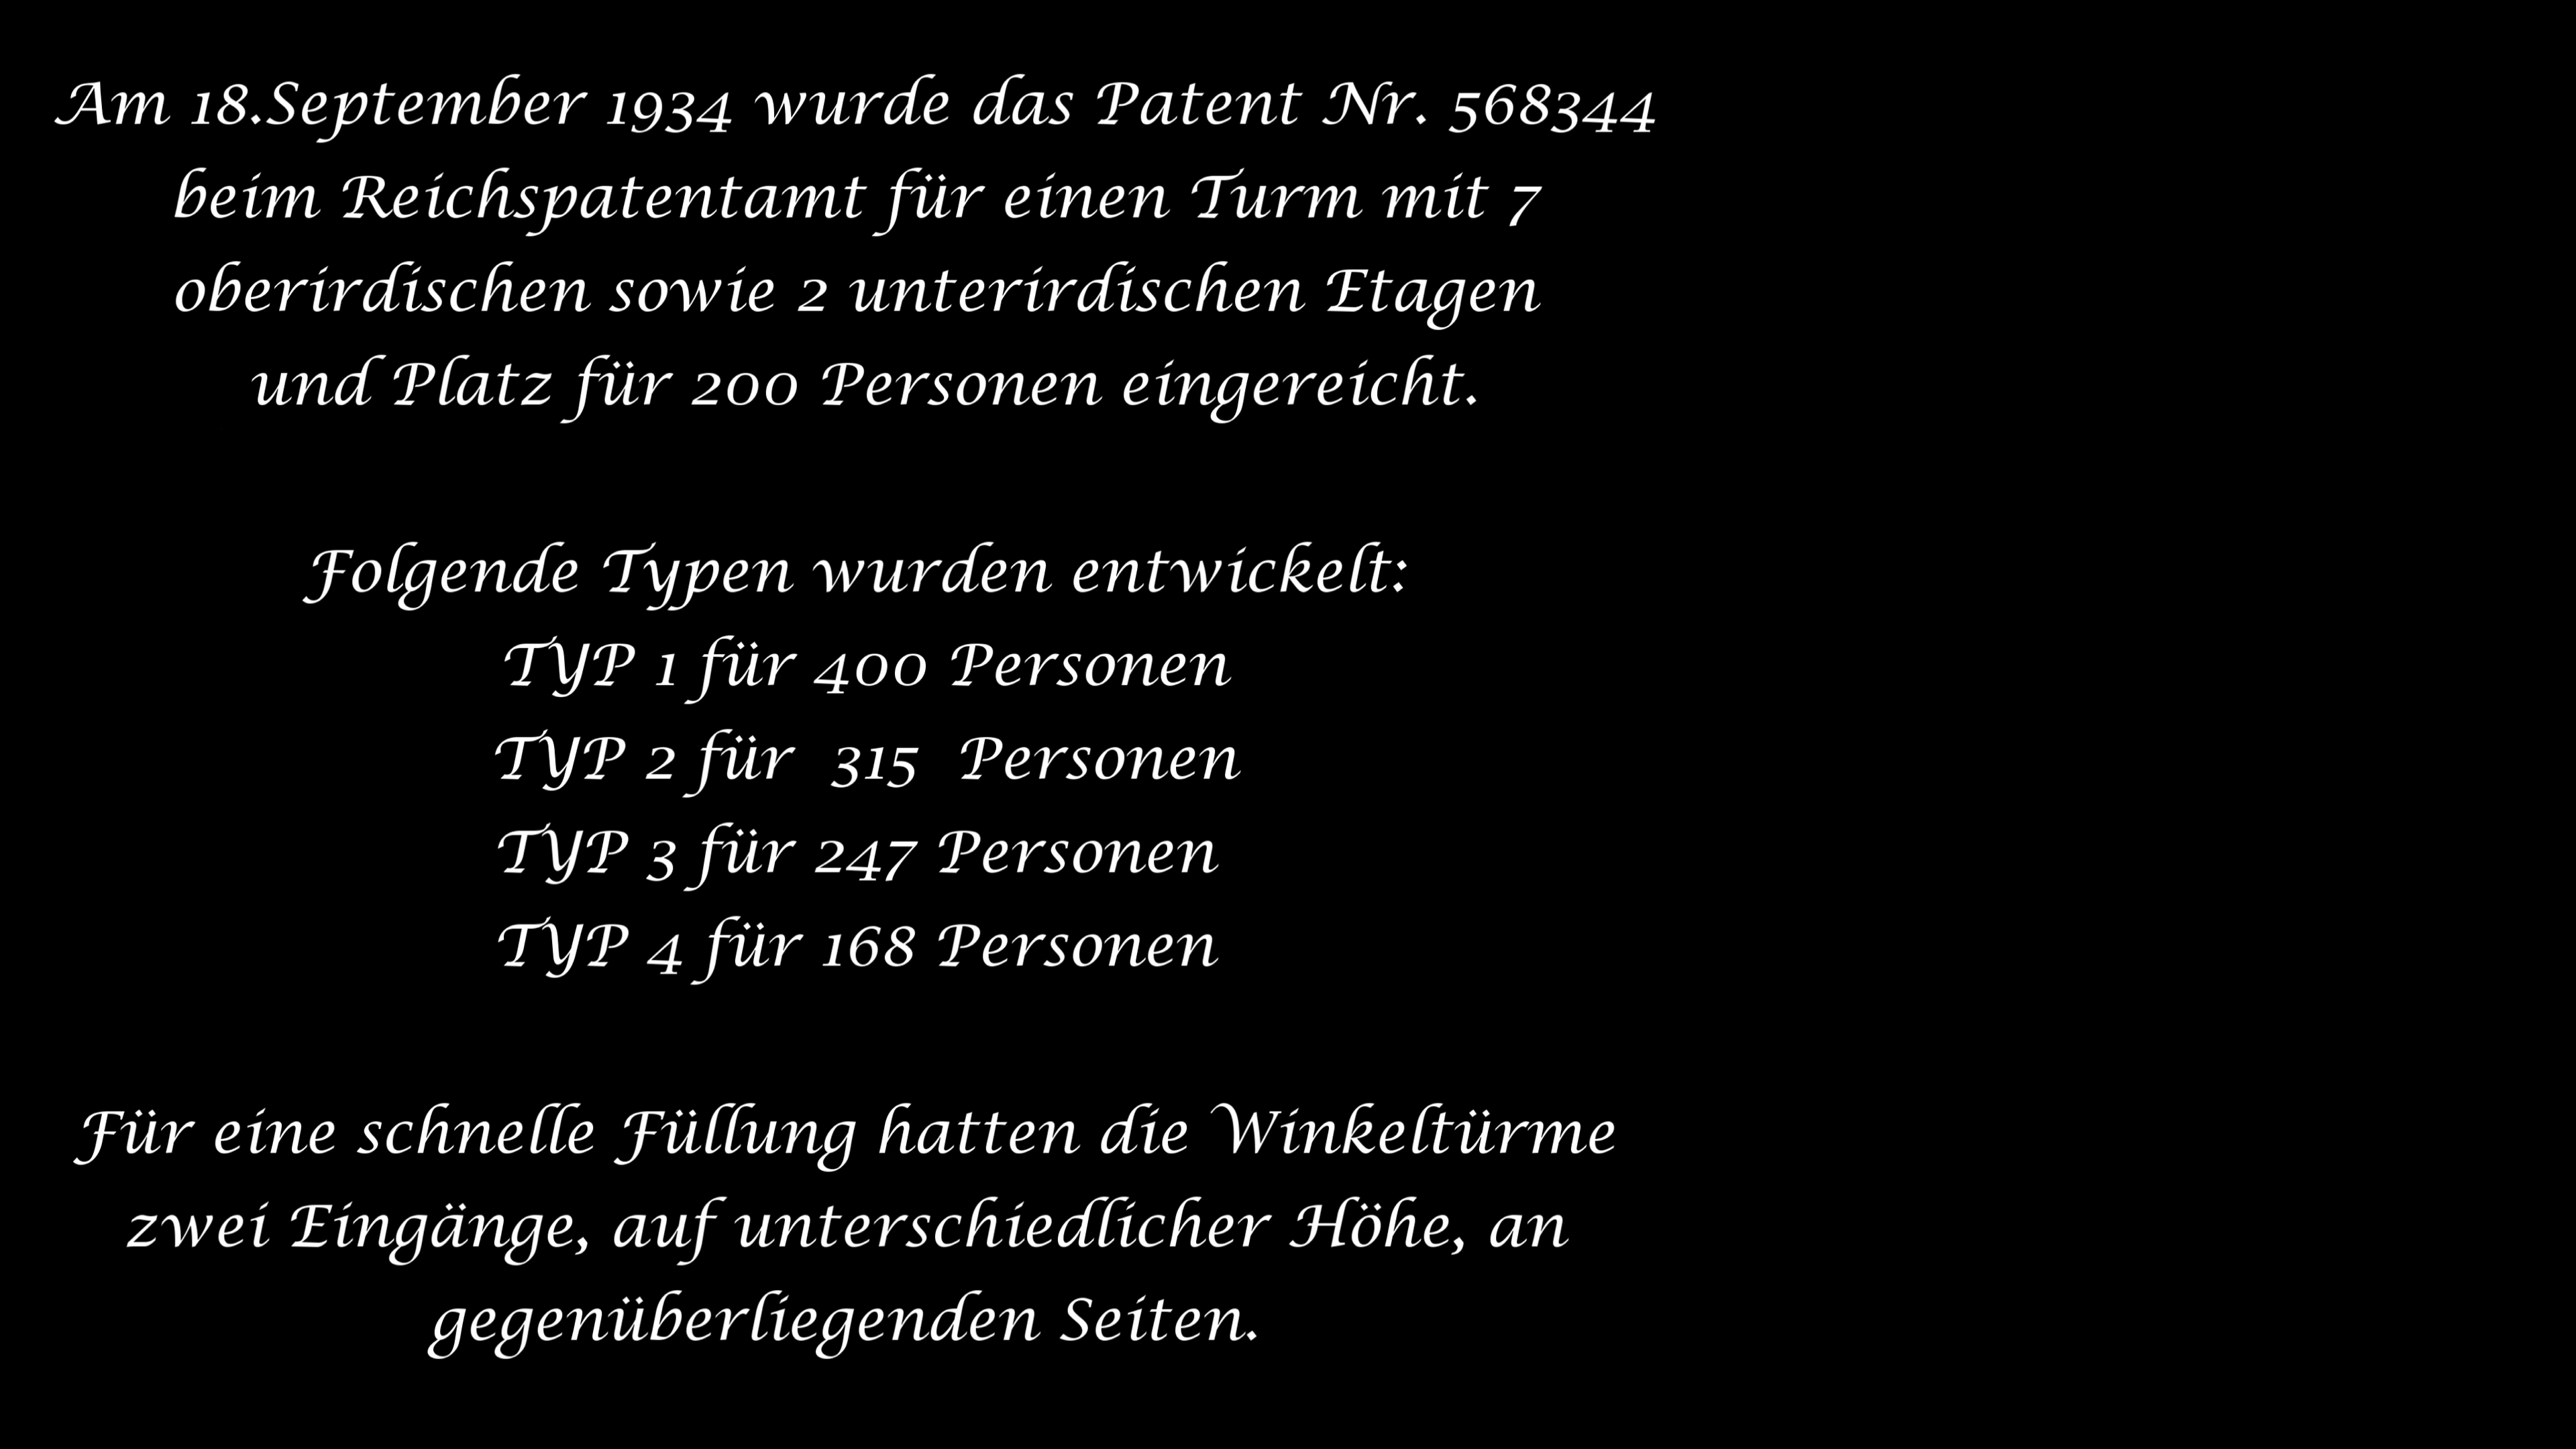 Am 18.September 1934 wurde das Patent Nr. 568344
beim Reichspatentamt für einen Turm mit 7
oberirdischen sowie 2 unterirdischen Etagen
und Platz für 200 Personen eingereicht.
Folgende Typen wurden entwickelt:
TYP 1 für 400 Personen
TYP 2 für 315 Personen
TYP 3 für 247 Personen
TYP 4 für 168 Personen
Für eine schnelle Füllung hatten die Winkeltürme
zwei Eingänge, auf unterschiedlicher Höhe, an
gegenüberliegenden Seiten.